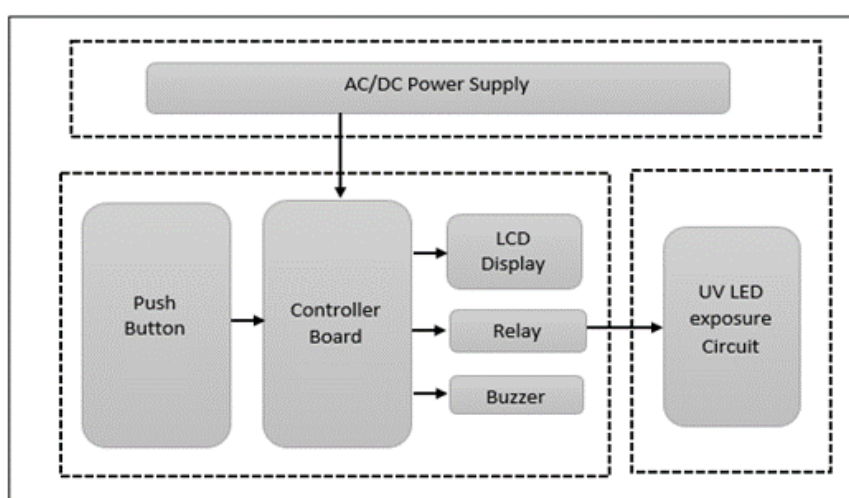 AC/DC Power Supply
Push
Button
Controller
Board
LCD
Display
Relay
Buzzer
UV LED
exposure
Circuit